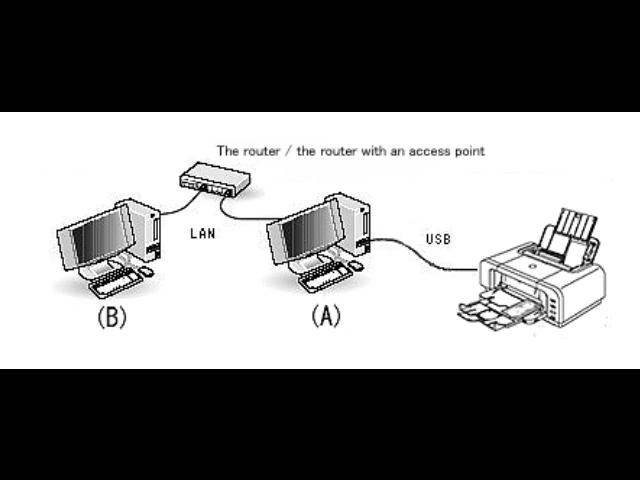 The router / the router with an access point
LAN
USB
(B)
(A)